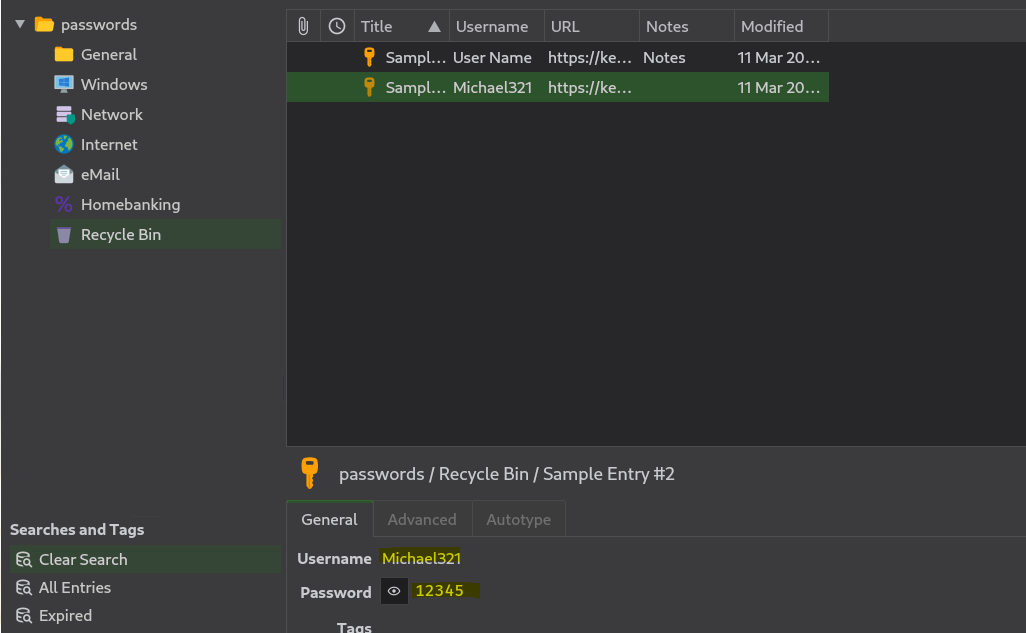 passwords
General
Windows
Network
Internet
eMail
Homebanking
Recycle Bin
Searches and Tags
Clear Search
All Entries
Expired
Title Username URL Notes Modified
Sampl... User Name https://ke... Notes 11 Mar 20...
Sampl... Michael321 https://ke... 11 Mar 20...
passwords / Recycle Bin / Sample Entry #2
General Advanced Autotype
Username Michael321
Password 12345
Tags